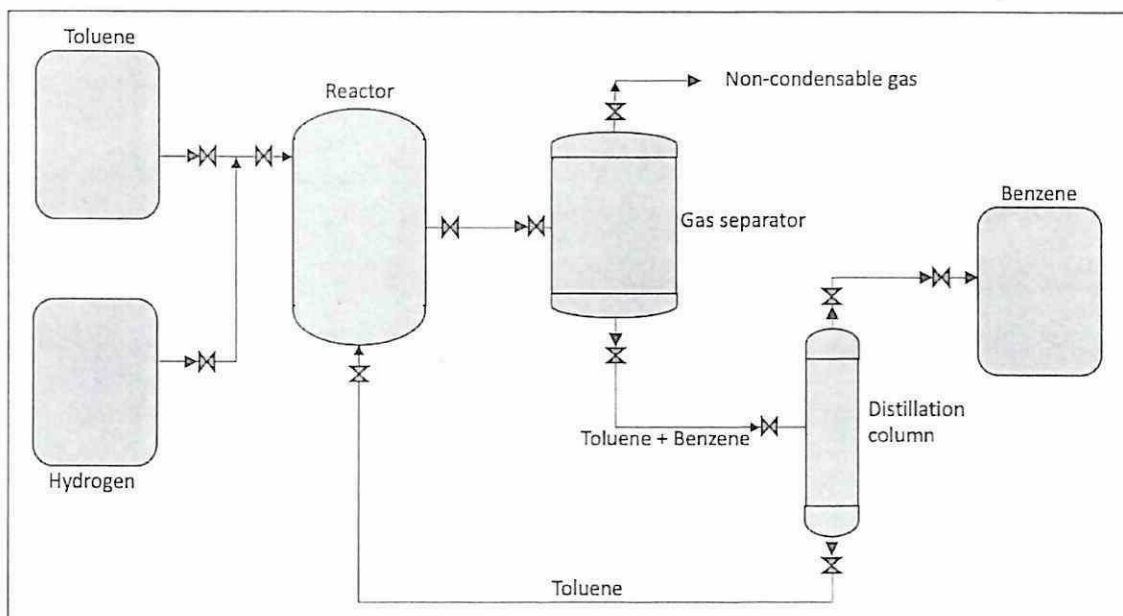 Toluene
Reactor
Non-condensable gas
Benzene
Gas separator
Hydrogen
Toluene + Benzene
Distillation
column
Toluene